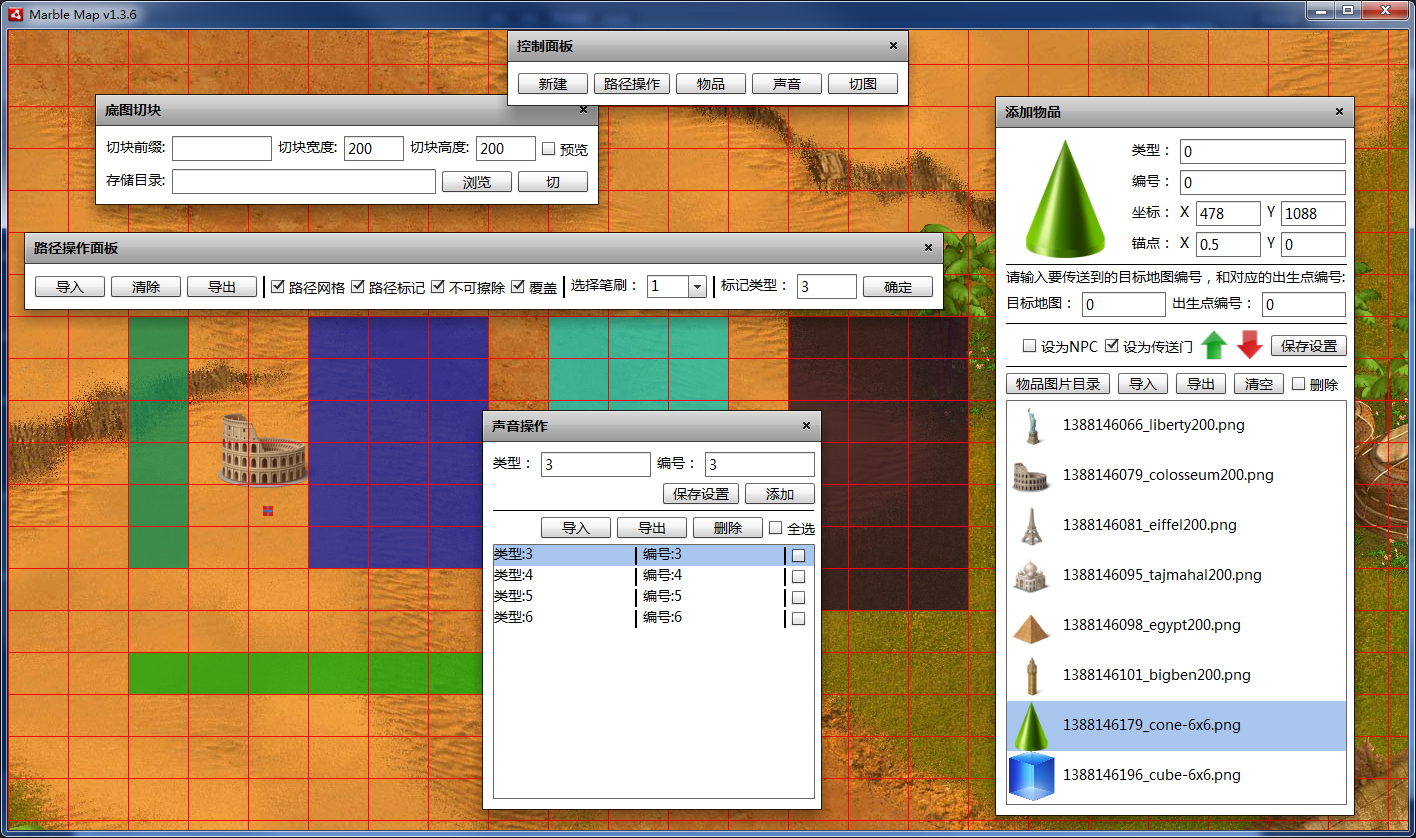 Marble Map v1.3.6
控制面板
新建 路径操作 物品 声音 切图
底图切块
切块前缀: 切块宽度: 200 切块高度: 200 预览
存储目录: 浏览 切
路径操作面板
导入 清除 导出 路径网格 路径标记 不可擦除 覆盖 选择笔刷： 1 标记类型： 3 确定
声音操作
类型： 3 编号： 3
保存设置 添加
导入 导出 删除 全选
类型:3 编号:3
类型:4 编号:4
类型:5 编号:5
类型:6 编号:6
添加物品
类型： 0
编号： 0
坐标： X 478 Y 1088
锚点： X 0.5 Y 0
请输入要传送到的目标地图编号，和对应的出生点编号:
目标地图： 0 出生点编号： 0
设为NPC 设为传送门 保存设置
物品图片目录 导入 导出 清空 删除
1388146066_liberty200.png
1388146079_colosseum200.png
1388146081_eiffel200.png
1388146095_tajmahal200.png
1388146098_egypt200.png
1388146101_bigben200.png
1388146179_cone-6x6.png
1388146196_cube-6x6.png